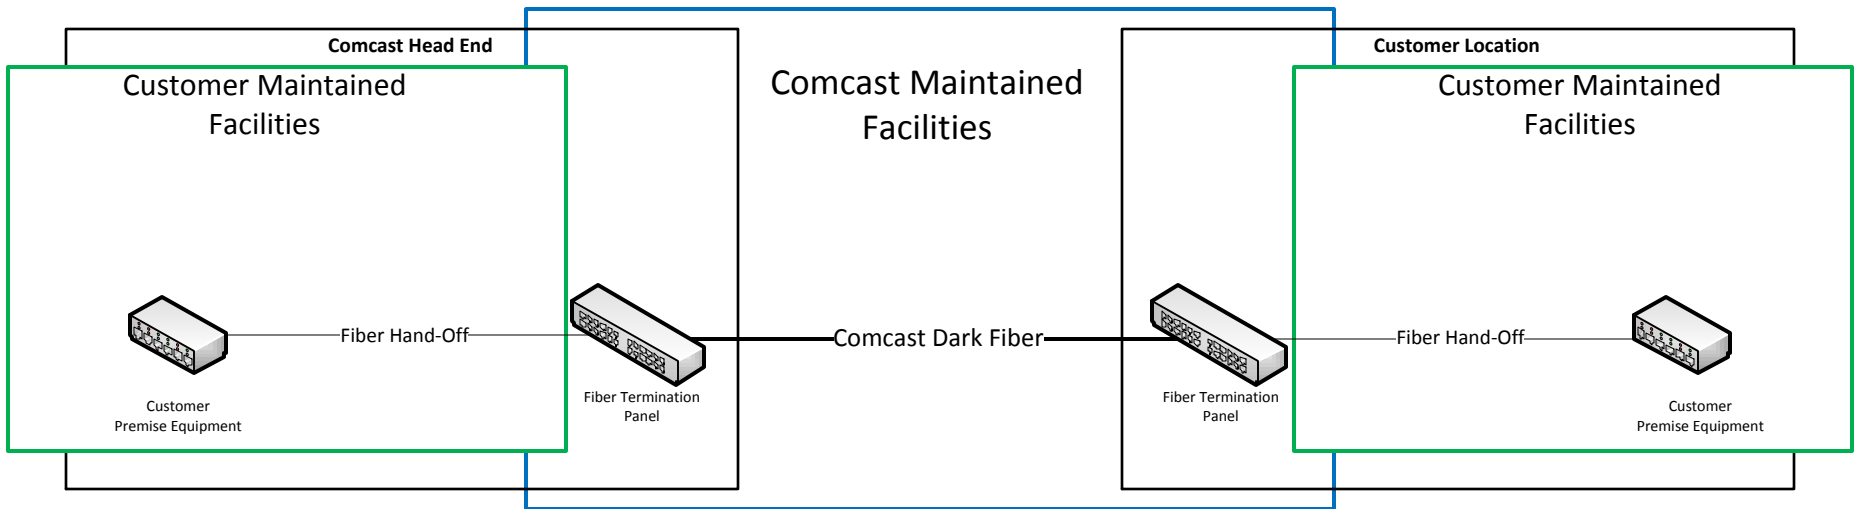 Comcast Head End
Customer Location
Customer Maintained
Facilities
Comcast Maintained
Facilities
Customer Maintained
Facilities
Fiber Hand-Off
Comcast Dark Fiber
Fiber Hand-Off
Customer
Premise Equipment
Fiber Termination
Panel
Fiber Termination
Panel
Customer
Premise Equipment